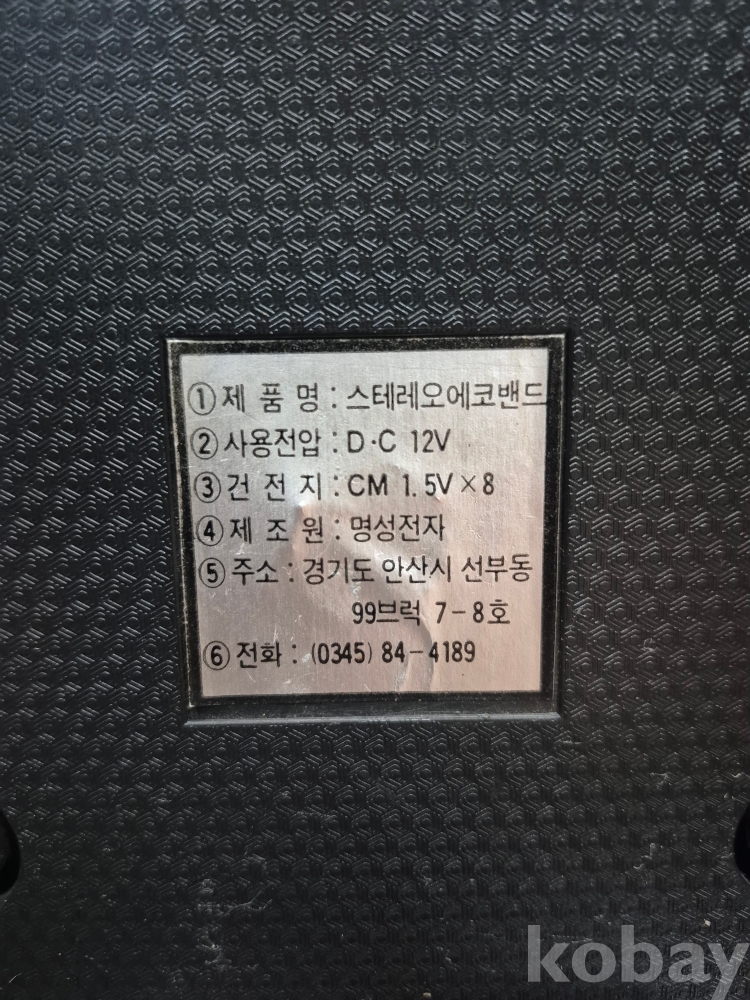 ① 제 품 명 : 스테레오에코밴드
② 사용전압 : D·C 12V
③ 건 전 지 : CM 1.5V×8
④ 제 조 원 : 명성전자
⑤ 주소 : 경기도 안산시 선부동
99브럭 7-8호
⑥ 전화 : (0345) 84-4189
kobay